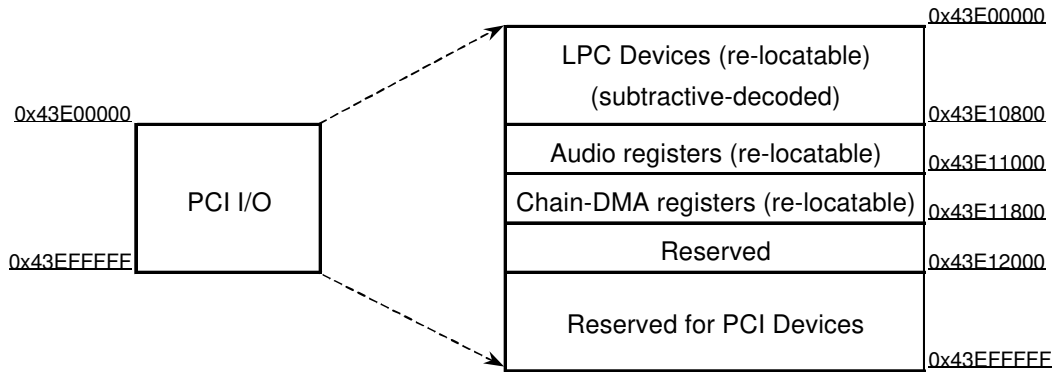 0x43E00000
LPC Devices (re-locatable)
(subtractive-decoded)
0x43E00000
0x43E10800
Audio registers (re-locatable)
0x43E11000
PCI I/O
Chain-DMA registers (re-locatable)
0x43E11800
Reserved
0x43EFFFFF
0x43E12000
Reserved for PCI Devices
0x43EFFFFF